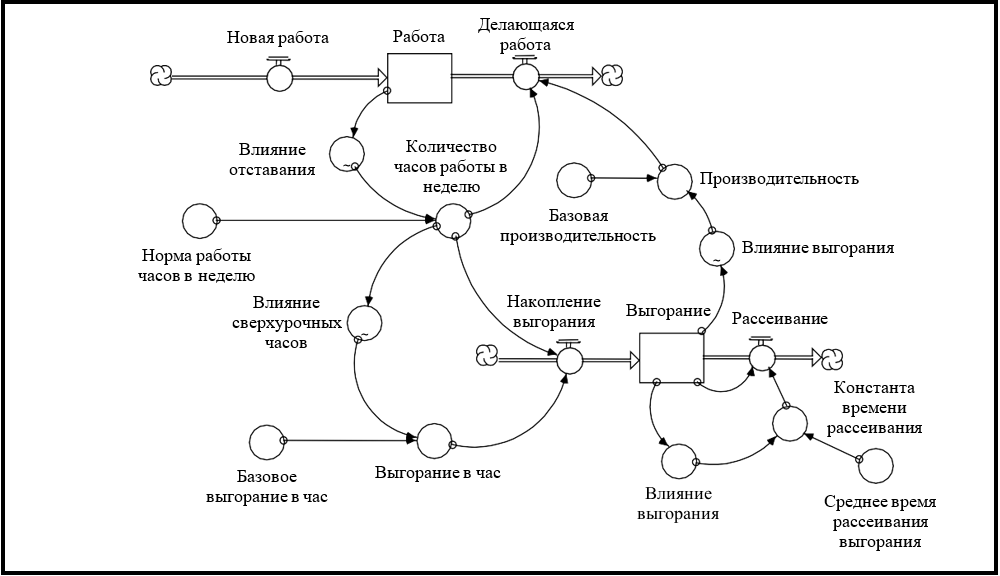 Новая работа
Работа
Делающаяся
работа
Влияние
отставания
Количество
часов работы в
неделю
Базовая
производительность
Производительность
Норма работы
часов в неделю
Влияние выгорания
Влияние
сверхурочных
часов
Накопление
выгорания
Выгорание
Рассеивание
Константа
времени
рассеивания
Базовое
выгорание в час
Выгорание в час
Влияние
выгорания
Среднее время
рассеивания
выгорания
~
~
~